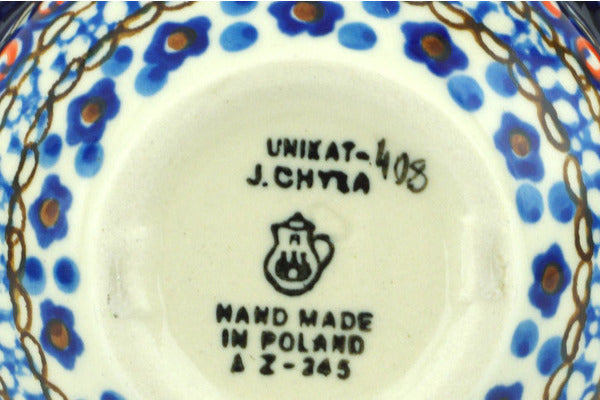 UNIKAT-408
J. CHYRA
HAND MADE
IN POLAND
A Z-345